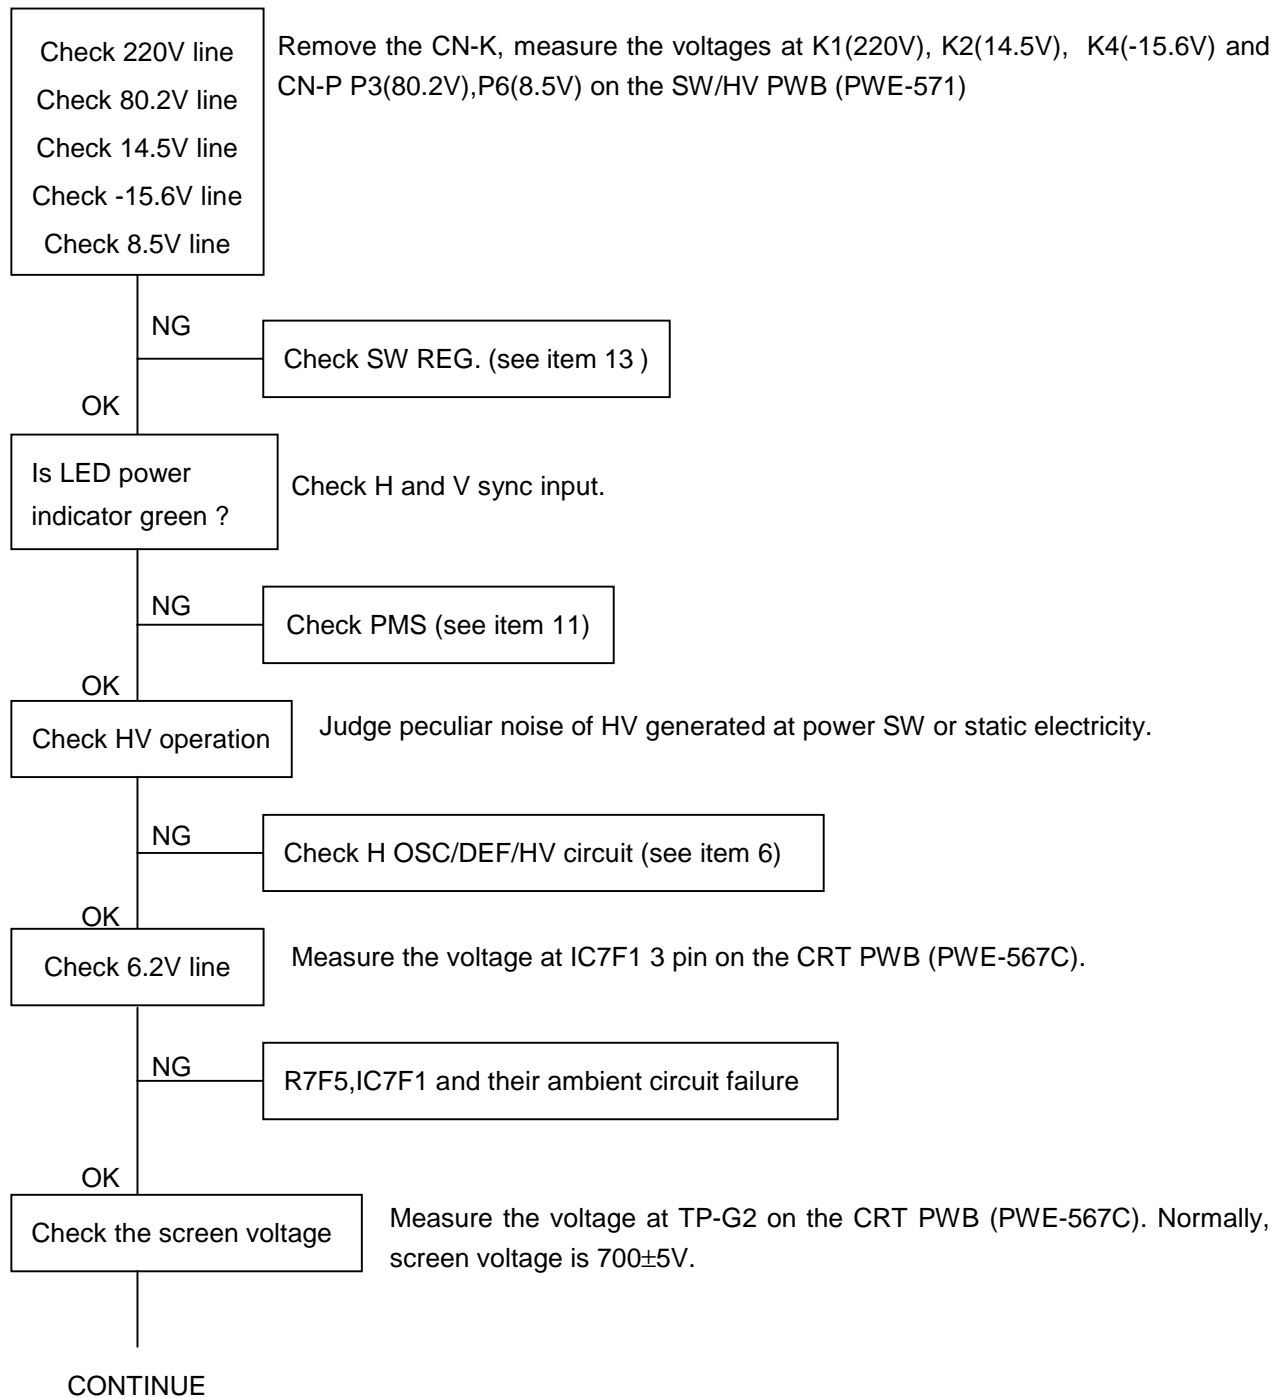 Check 220V line
Check 80.2V line
Check 14.5V line
Check -15.6V line
Check 8.5V line
Remove the CN-K, measure the voltages at K1(220V), K2(14.5V), K4(-15.6V) and
CN-P P3(80.2V),P6(8.5V) on the SW/HV PWB (PWE-571)
NG
Check SW REG. (see item 13 )
OK
Is LED power
indicator green ?
Check H and V sync input.
NG
Check PMS (see item 11)
OK
Check HV operation
Judge peculiar noise of HV generated at power SW or static electricity.
NG
Check H OSC/DEF/HV circuit (see item 6)
OK
Check 6.2V line
Measure the voltage at IC7F1 3 pin on the CRT PWB (PWE-567C).
NG
R7F5,IC7F1 and their ambient circuit failure
OK
Check the screen voltage
Measure the voltage at TP-G2 on the CRT PWB (PWE-567C). Normally,
screen voltage is 700±5V.
CONTINUE